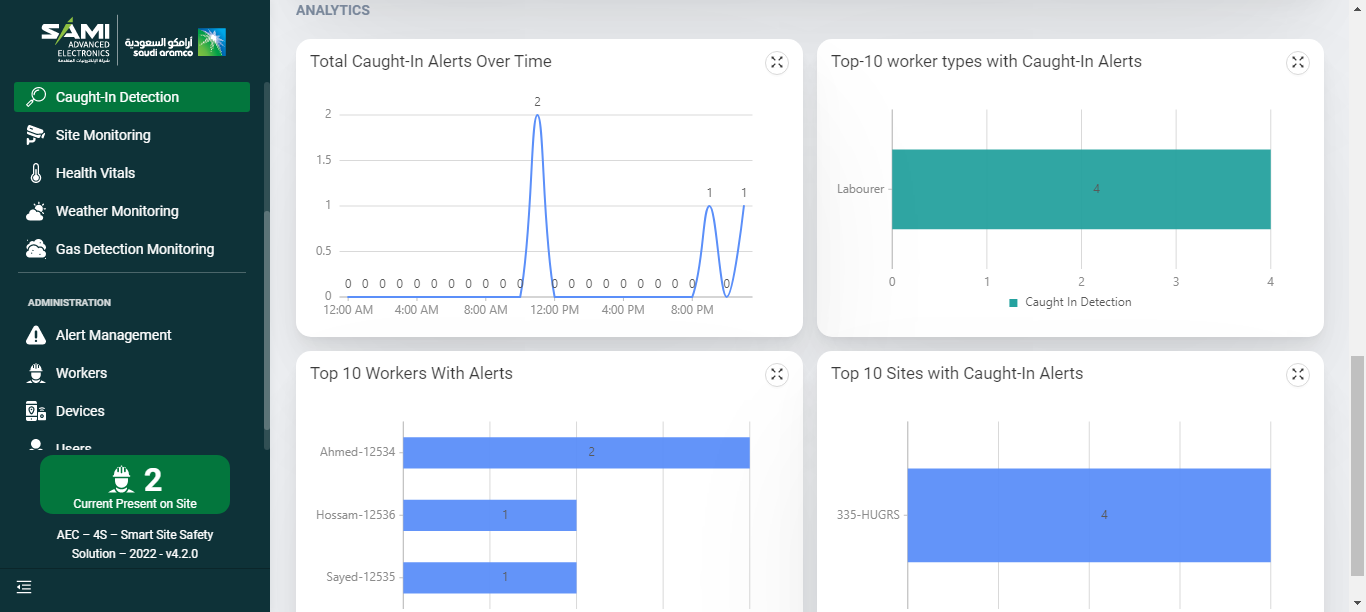 SAMI
ADVANCED
ELECTRONICS
شركة الإلكترونيات المتقدمة
أرامكو السعودية
saudi aramco
Caught-In Detection
Site Monitoring
Health Vitals
Weather Monitoring
Gas Detection Monitoring
ADMINISTRATION
Alert Management
Workers
Devices
Users
2
Current Present on Site
AEC – 4S – Smart Site Safety
Solution – 2022 - v4.2.0
ANALYTICS
Total Caught-In Alerts Over Time
2
2
1.5
1
1 1
0.5
0
0 0 0 0 0 0 0 0 0 0 0 0 0 0 0 0 0 0 0 0 0
12:00 AM 4:00 AM 8:00 AM 12:00 PM 4:00 PM 8:00 PM
Top-10 worker types with Caught-In Alerts
Labourer 4
0 1 2 3 4
Caught In Detection
Top 10 Workers With Alerts
Ahmed-12534 2
Hossam-12536 1
Sayed-12535 1
Top 10 Sites with Caught-In Alerts
335-HUGRS 4